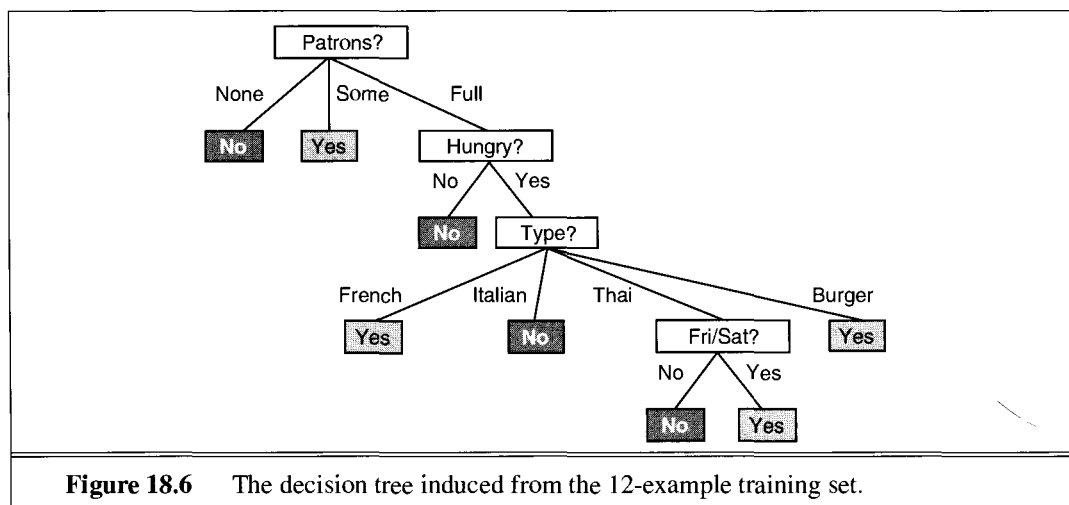 Patrons?
None Some Full
No Yes Hungry?
No Yes
No Type?
French Italian Thai Burger
Yes No Fri/Sat? Yes
No Yes
No Yes
Figure 18.6 The decision tree induced from the 12-example training set.